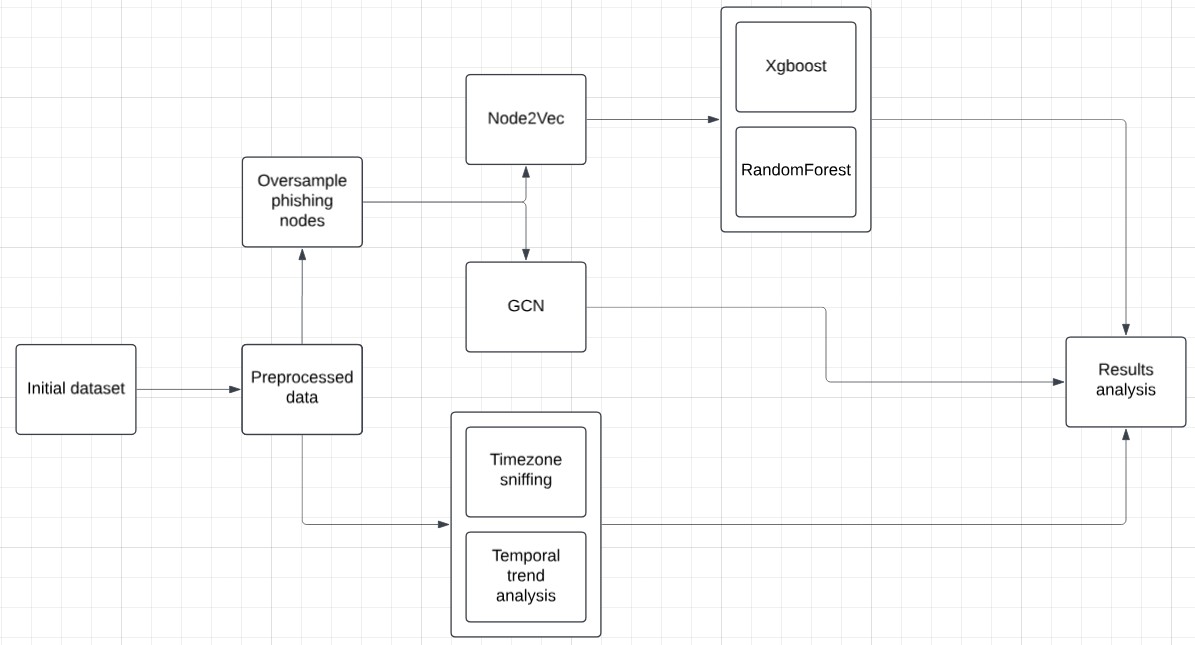 Xgboost
Node2Vec
RandomForest
Oversample
phishing
nodes
GCN
Initial dataset
Preprocessed
data
Results
analysis
Timezone
sniffing
Temporal
trend
analysis